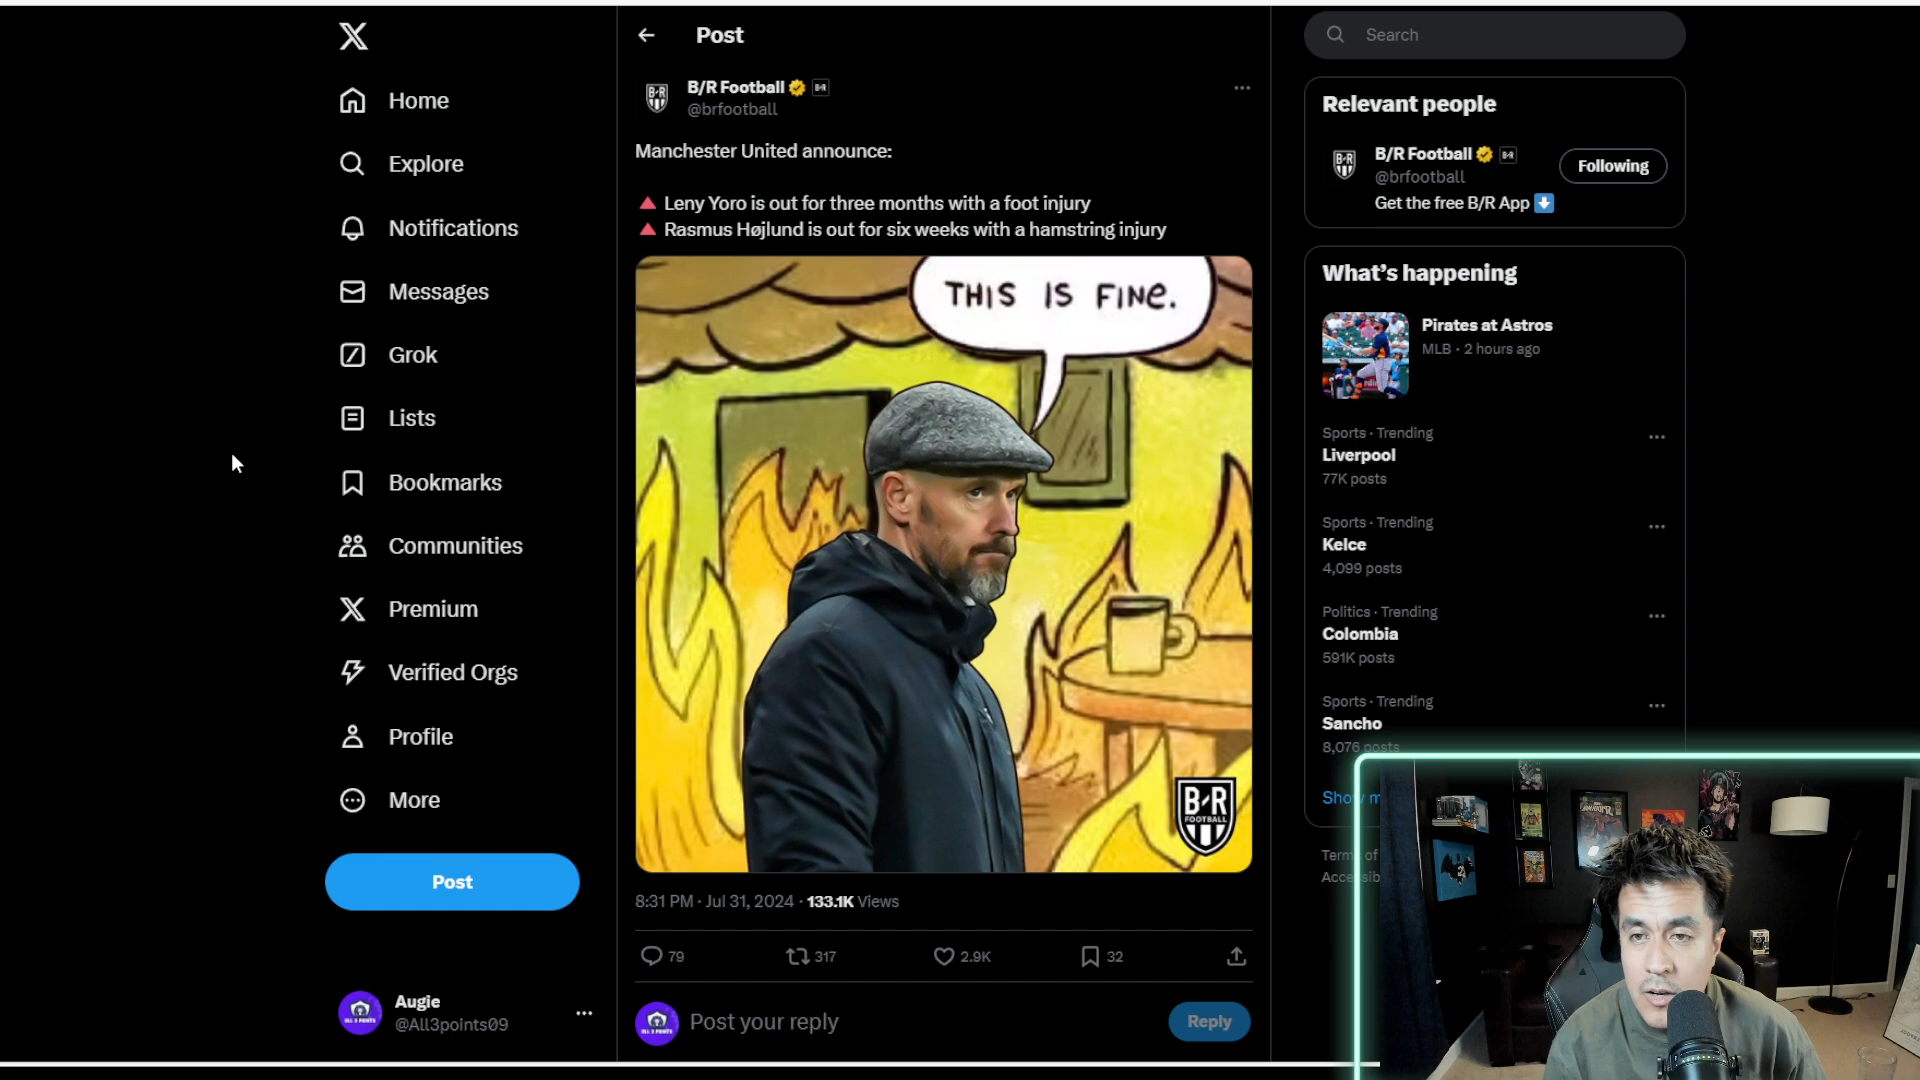 Home
Explore
Notifications
Messages
Grok
Lists
Bookmarks
Communities
Premium
Verified Orgs
Profile
More
Post
Augie
@All3points09
Post
B/R Football
@brfootball
Manchester United announce:
🔺 Leny Yoro is out for three months with a foot injury
🔺 Rasmus Højlund is out for six weeks with a hamstring injury
THIS IS FINE.
B/R
FOOTBALL
8:31 PM · Jul 31, 2024 · 133.1K Views
79
317
2.9K
32
Post your reply
Reply
Search
Relevant people
B/R Football
@brfootball
Following
Get the free B/R App
What's happening
Pirates at Astros
MLB · 2 hours ago
Sports · Trending
Liverpool
77K posts
Sports · Trending
Kelce
4,099 posts
Politics · Trending
Colombia
591K posts
Sports · Trending
Sancho
8,076 posts
Show